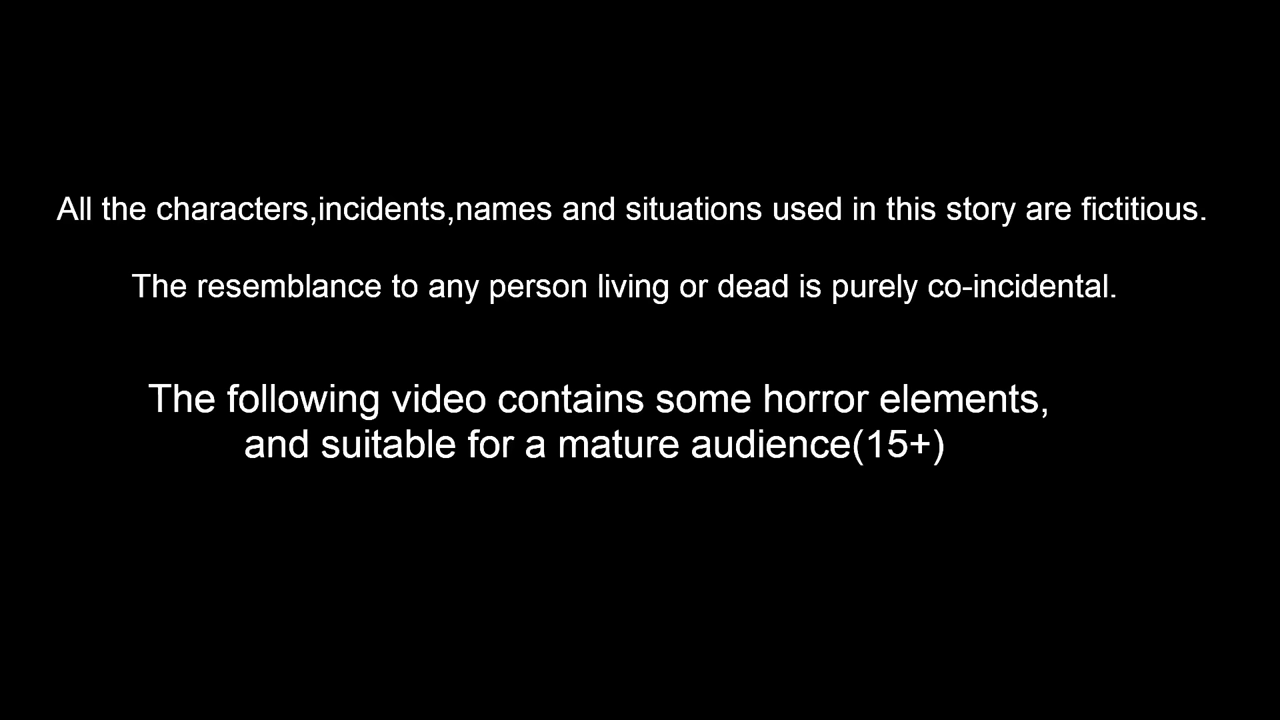 All the characters,incidents,names and situations used in this story are fictitious.
The resemblance to any person living or dead is purely co-incidental.
The following video contains some horror elements,
and suitable for a mature audience(15+)